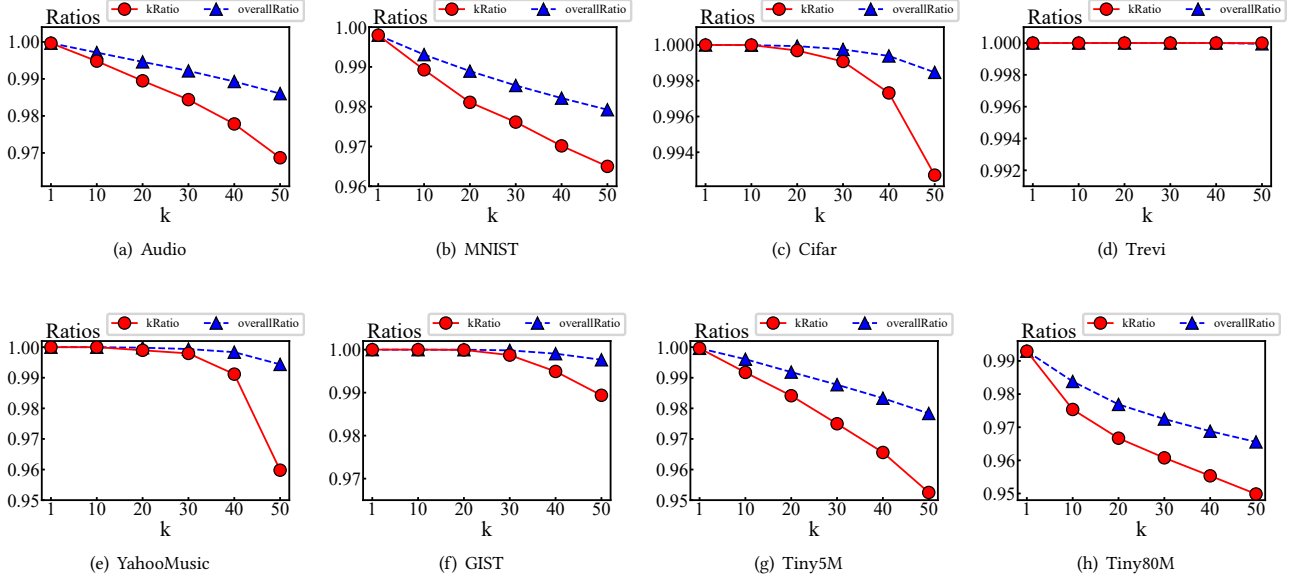 Ratios kRatio overallRatio
1.00
0.99
0.98
0.97
1 10 20 30 40 50
k
(a) Audio
Ratios kRatio overallRatio
1.00
0.99
0.98
0.97
0.96
1 10 20 30 40 50
k
(b) MNIST
Ratios kRatio overallRatio
1.000
0.998
0.996
0.994
1 10 20 30 40 50
k
(c) Cifar
Ratios kRatio overallRatio
1.000
0.998
0.996
0.994
0.992
1 10 20 30 40 50
k
(d) Trevi
Ratios kRatio overallRatio
1.00
0.99
0.98
0.97
0.96
0.95
1 10 20 30 40 50
k
(e) YahooMusic
Ratios kRatio overallRatio
1.00
0.99
0.98
0.97
1 10 20 30 40 50
k
(f) GIST
Ratios kRatio overallRatio
1.00
0.99
0.98
0.97
0.96
0.95
1 10 20 30 40 50
k
(g) Tiny5M
Ratios kRatio overallRatio
0.99
0.98
0.97
0.96
0.95
1 10 20 30 40 50
k
(h) Tiny80M